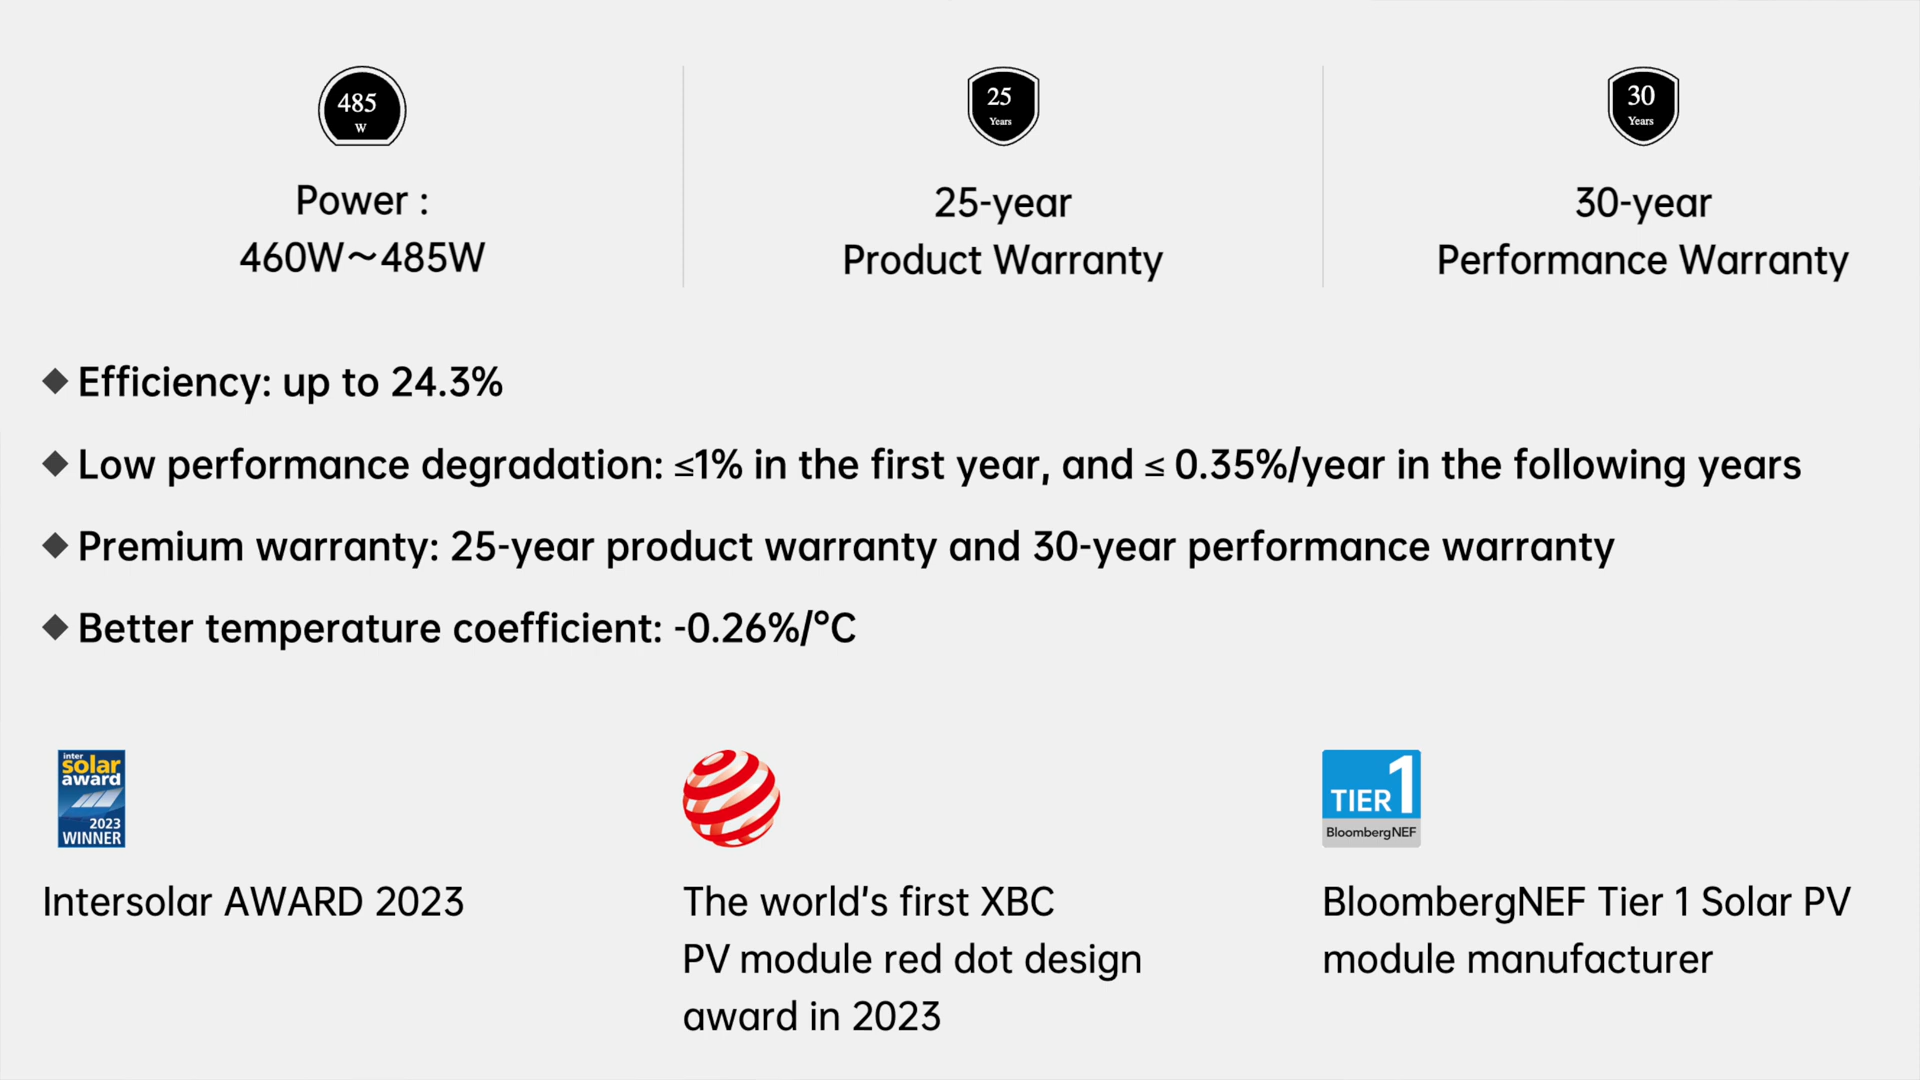 485
W
25
Years
30
Years
Power :
460W～485W
25-year
Product Warranty
30-year
Performance Warranty
◆ Efficiency: up to 24.3%
◆ Low performance degradation: ≤1% in the first year, and ≤ 0.35%/year in the following years
◆ Premium warranty: 25-year product warranty and 30-year performance warranty
◆ Better temperature coefficient: -0.26%/°C
inter
solar
award
2023
WINNER
TIER 1
BloombergNEF
Intersolar AWARD 2023
The world's first XBC
PV module red dot design
award in 2023
BloombergNEF Tier 1 Solar PV
module manufacturer